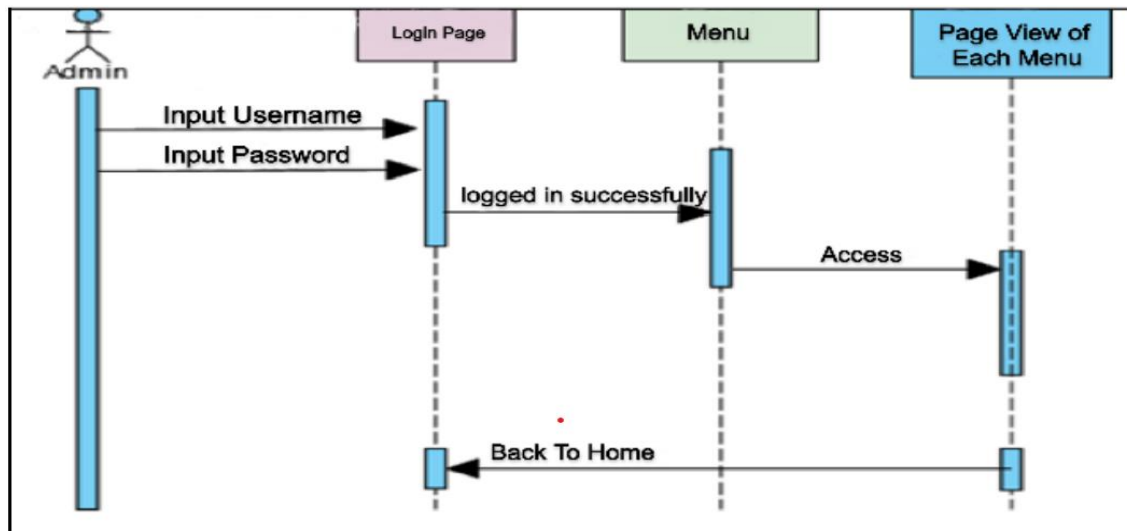 Admin
LogIn Page
Menu
Page View of
Each Menu
Input Username
Input Password
logged in successfully
Access
Back To Home